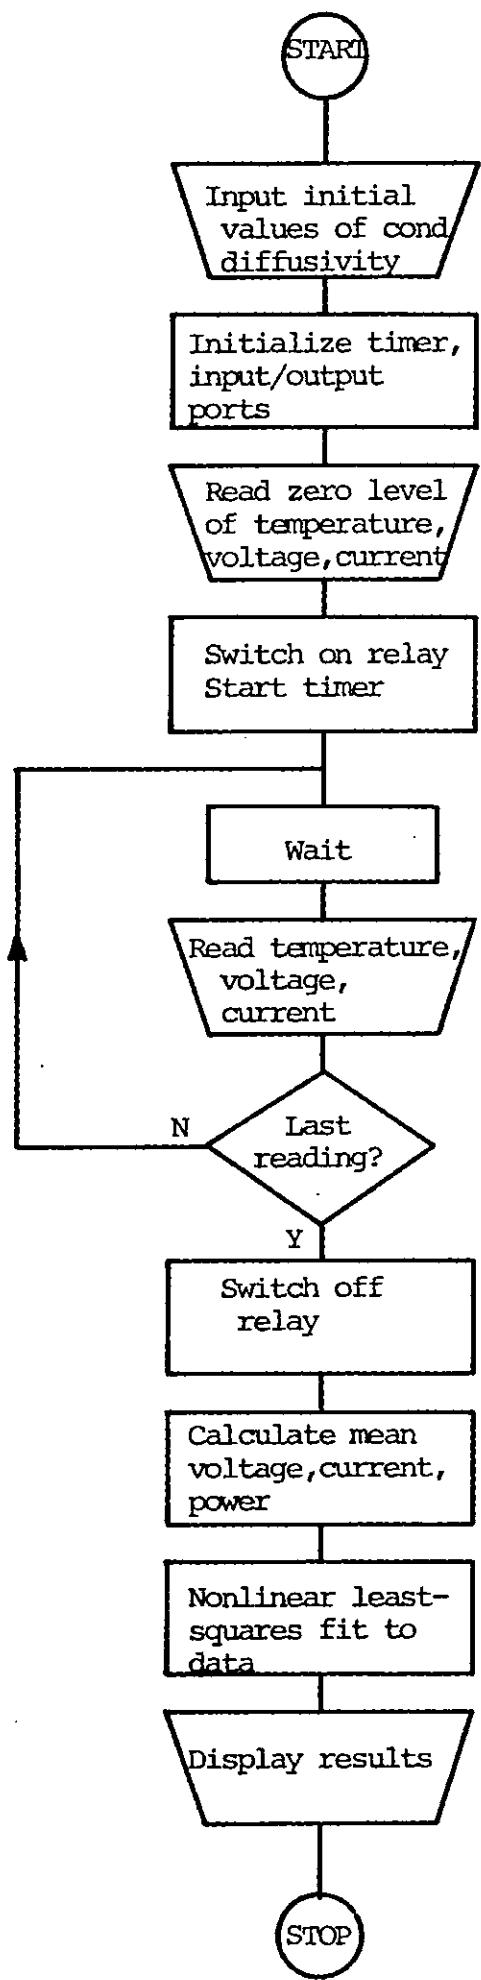 START
Input initial
values of cond
diffusivity
Initialize timer,
input/output
ports
Read zero level
of temperature,
voltage,current
Switch on relay
Start timer
Wait
Read temperature,
voltage,
current
Last
N
reading?
Y
Switch off
relay
Calculate mean
voltage,current,
power
Nonlinear least-
squares fit to
data
Display results
STOP